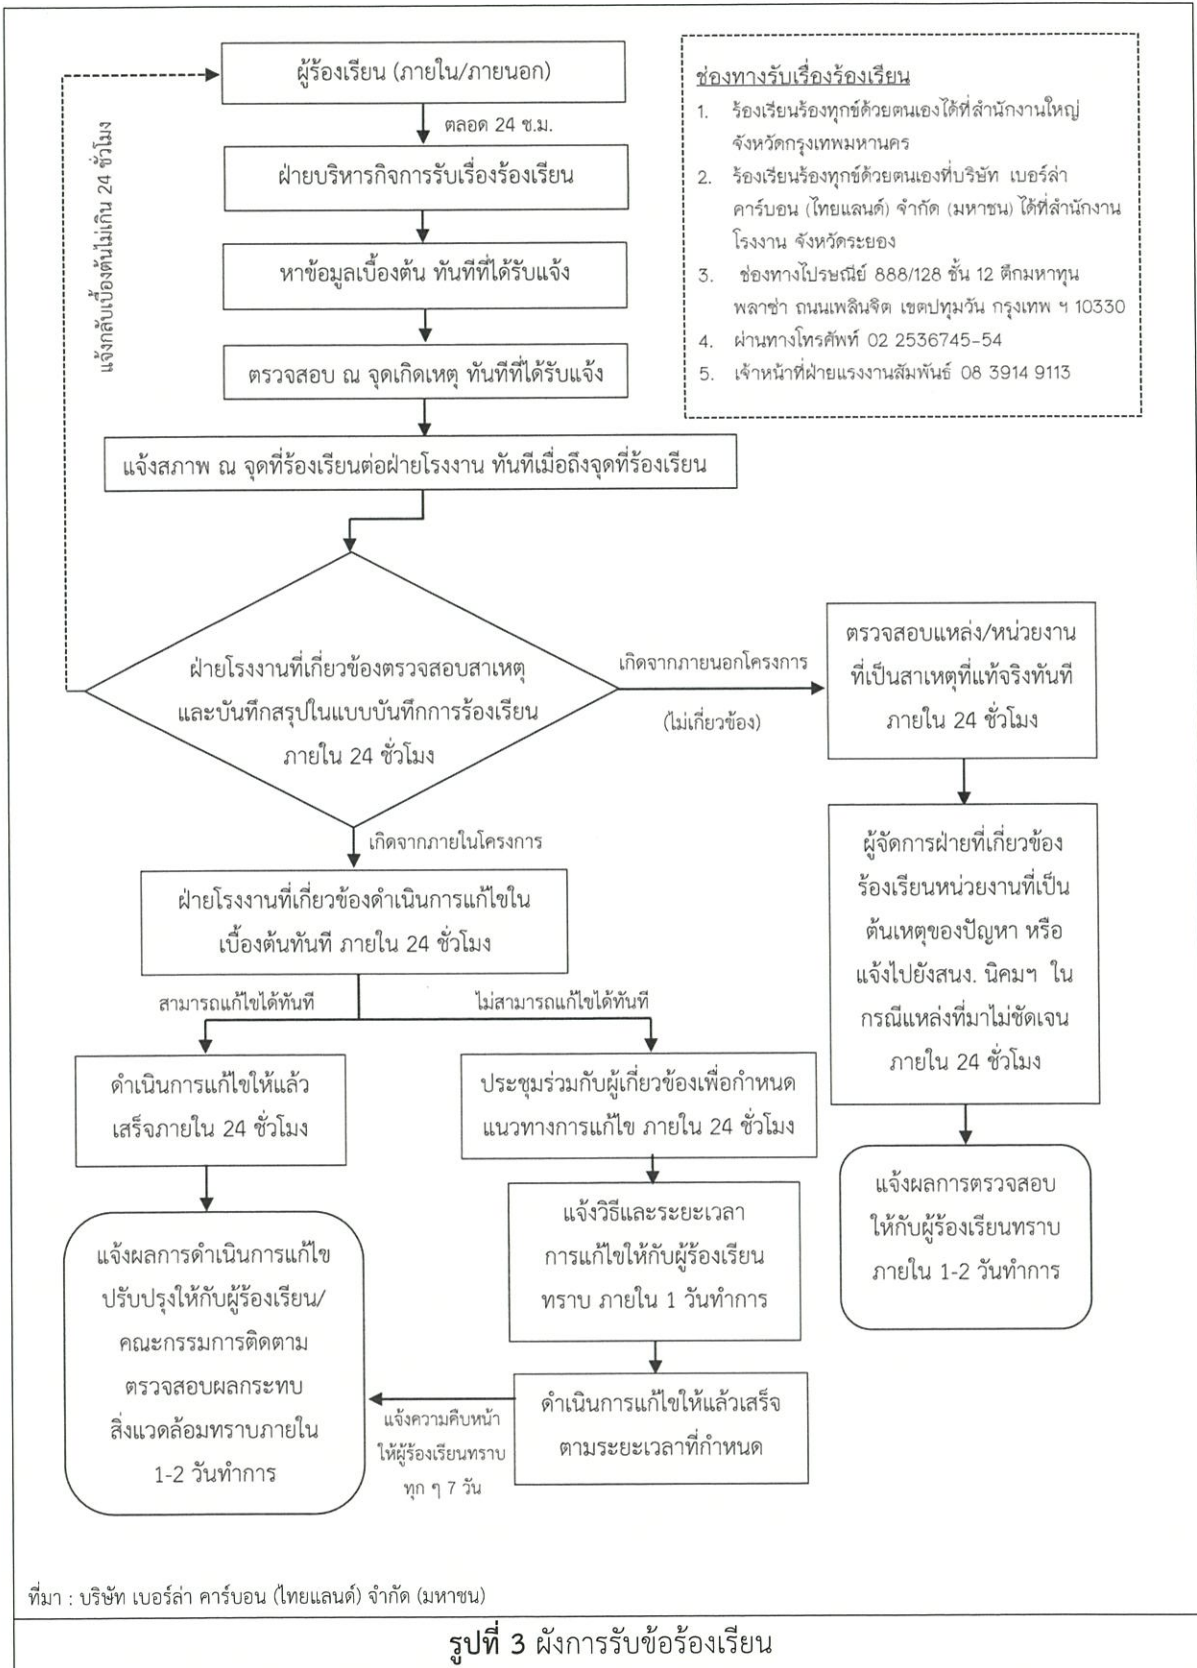 ผู้ร้องเรียน (ภายใน/ภายนอก)
ตลอด 24 ช.ม.
ฝ่ายบริหารกิจการรับเรื่องร้องเรียน
หาข้อมูลเบื้องต้น ทันทีที่ได้รับแจ้ง
ตรวจสอบ ณ จุดเกิดเหตุ ทันทีที่ได้รับแจ้ง
แจ้งสภาพ ณ จุดที่ร้องเรียนต่อฝ่ายโรงงาน ทันทีเมื่อถึงจุดที่ร้องเรียน
แจ้งกลับเบื้องต้นไม่เกิน 24 ชั่วโมง
ช่องทางรับเรื่องร้องเรียน
1. ร้องเรียนร้องทุกข์ด้วยตนเองได้ที่สำนักงานใหญ่
จังหวัดกรุงเทพมหานคร
2. ร้องเรียนร้องทุกข์ด้วยตนเองที่บริษัท เบอร์ล่า
คาร์บอน (ไทยแลนด์) จำกัด (มหาชน) ได้ที่สำนักงาน
โรงงาน จังหวัดระยอง
3. ช่องทางไปรษณีย์ 888/128 ชั้น 12 ตึกมหาทุน
พลาซ่า ถนนเพลินจิต เขตปทุมวัน กรุงเทพ ฯ 10330
4. ผ่านทางโทรศัพท์ 02 2536745-54
5. เจ้าหน้าที่ฝ่ายแรงงานสัมพันธ์ 08 3914 9113
ฝ่ายโรงงานที่เกี่ยวข้องตรวจสอบสาเหตุ
และบันทึกสรุปในแบบบันทึกการร้องเรียน
ภายใน 24 ชั่วโมง
เกิดจากภายนอกโครงการ
(ไม่เกี่ยวข้อง)
ตรวจสอบแหล่ง/หน่วยงาน
ที่เป็นสาเหตุที่แท้จริงทันที
ภายใน 24 ชั่วโมง
ผู้จัดการฝ่ายที่เกี่ยวข้อง
ร้องเรียนหน่วยงานที่เป็น
ต้นเหตุของปัญหา หรือ
แจ้งไปยังสนง. นิคมฯ ใน
กรณีแหล่งที่มาไม่ชัดเจน
ภายใน 24 ชั่วโมง
แจ้งผลการตรวจสอบ
ให้กับผู้ร้องเรียนทราบ
ภายใน 1-2 วันทำการ
เกิดจากภายในโครงการ
ฝ่ายโรงงานที่เกี่ยวข้องดำเนินการแก้ไขใน
เบื้องต้นทันที ภายใน 24 ชั่วโมง
สามารถแก้ไขได้ทันที
ไม่สามารถแก้ไขได้ทันที
ดำเนินการแก้ไขให้แล้ว
เสร็จภายใน 24 ชั่วโมง
ประชุมร่วมกับผู้เกี่ยวข้องเพื่อกำหนด
แนวทางการแก้ไข ภายใน 24 ชั่วโมง
แจ้งวิธีและระยะเวลา
การแก้ไขให้กับผู้ร้องเรียน
ทราบ ภายใน 1 วันทำการ
ดำเนินการแก้ไขให้แล้วเสร็จ
ตามระยะเวลาที่กำหนด
แจ้งความคืบหน้า
ให้ผู้ร้องเรียนทราบ
ทุก ๆ 7 วัน
แจ้งผลการดำเนินการแก้ไข
ปรับปรุงให้กับผู้ร้องเรียน/
คณะกรรมการติดตาม
ตรวจสอบผลกระทบ
สิ่งแวดล้อมทราบภายใน
1-2 วันทำการ
ที่มา : บริษัท เบอร์ล่า คาร์บอน (ไทยแลนด์) จำกัด (มหาชน)
รูปที่ 3 ผังการรับข้อร้องเรียน